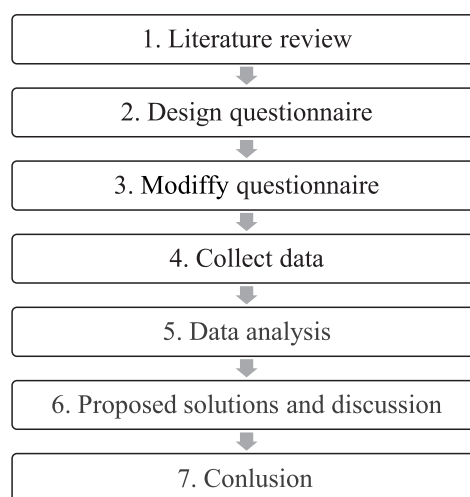 1. Literature review
2. Design questionnaire
3. Modiffy questionnaire
4. Collect data
5. Data analysis
6. Proposed solutions and discussion
7. Conlusion